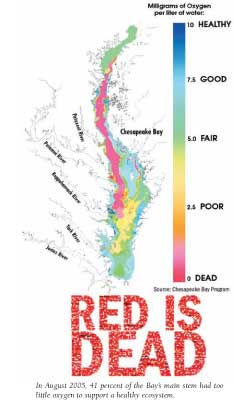 Milligrams of Oxygen
per liter of water:
10 HEALTHY
7.5 GOOD
5.0 FAIR
2.5 POOR
0 DEAD
Chesapeake Bay
Patuxent River
Potomac River
Rappahannock River
York River
James River
Source: Chesapeake Bay Program
RED IS
DEAD
In August 2005, 41 percent of the Bay's main stem had too
little oxygen to support a healthy ecosystem.